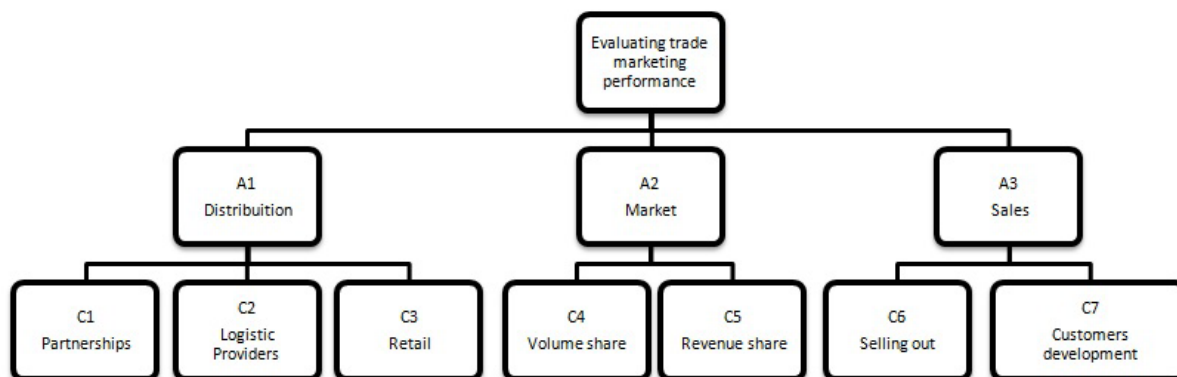 Evaluating trade
marketing
performance
A1
Distribuition
A2
Market
A3
Sales
C1
Partnerships
C2
Logistic
Providers
C3
Retail
C4
Volume share
C5
Revenue share
C6
Selling out
C7
Customers
development